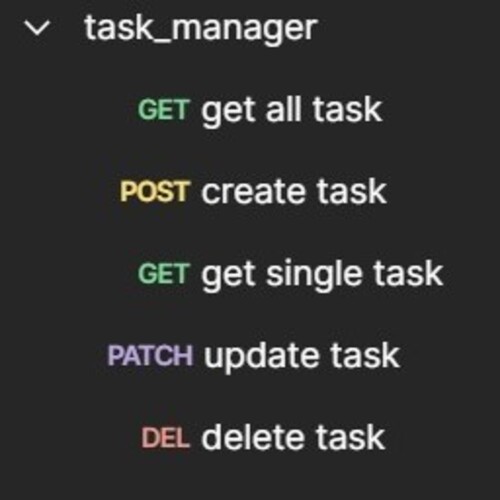 task_manager
GET get all task
POST create task
GET get single task
PATCH update task
DEL delete task